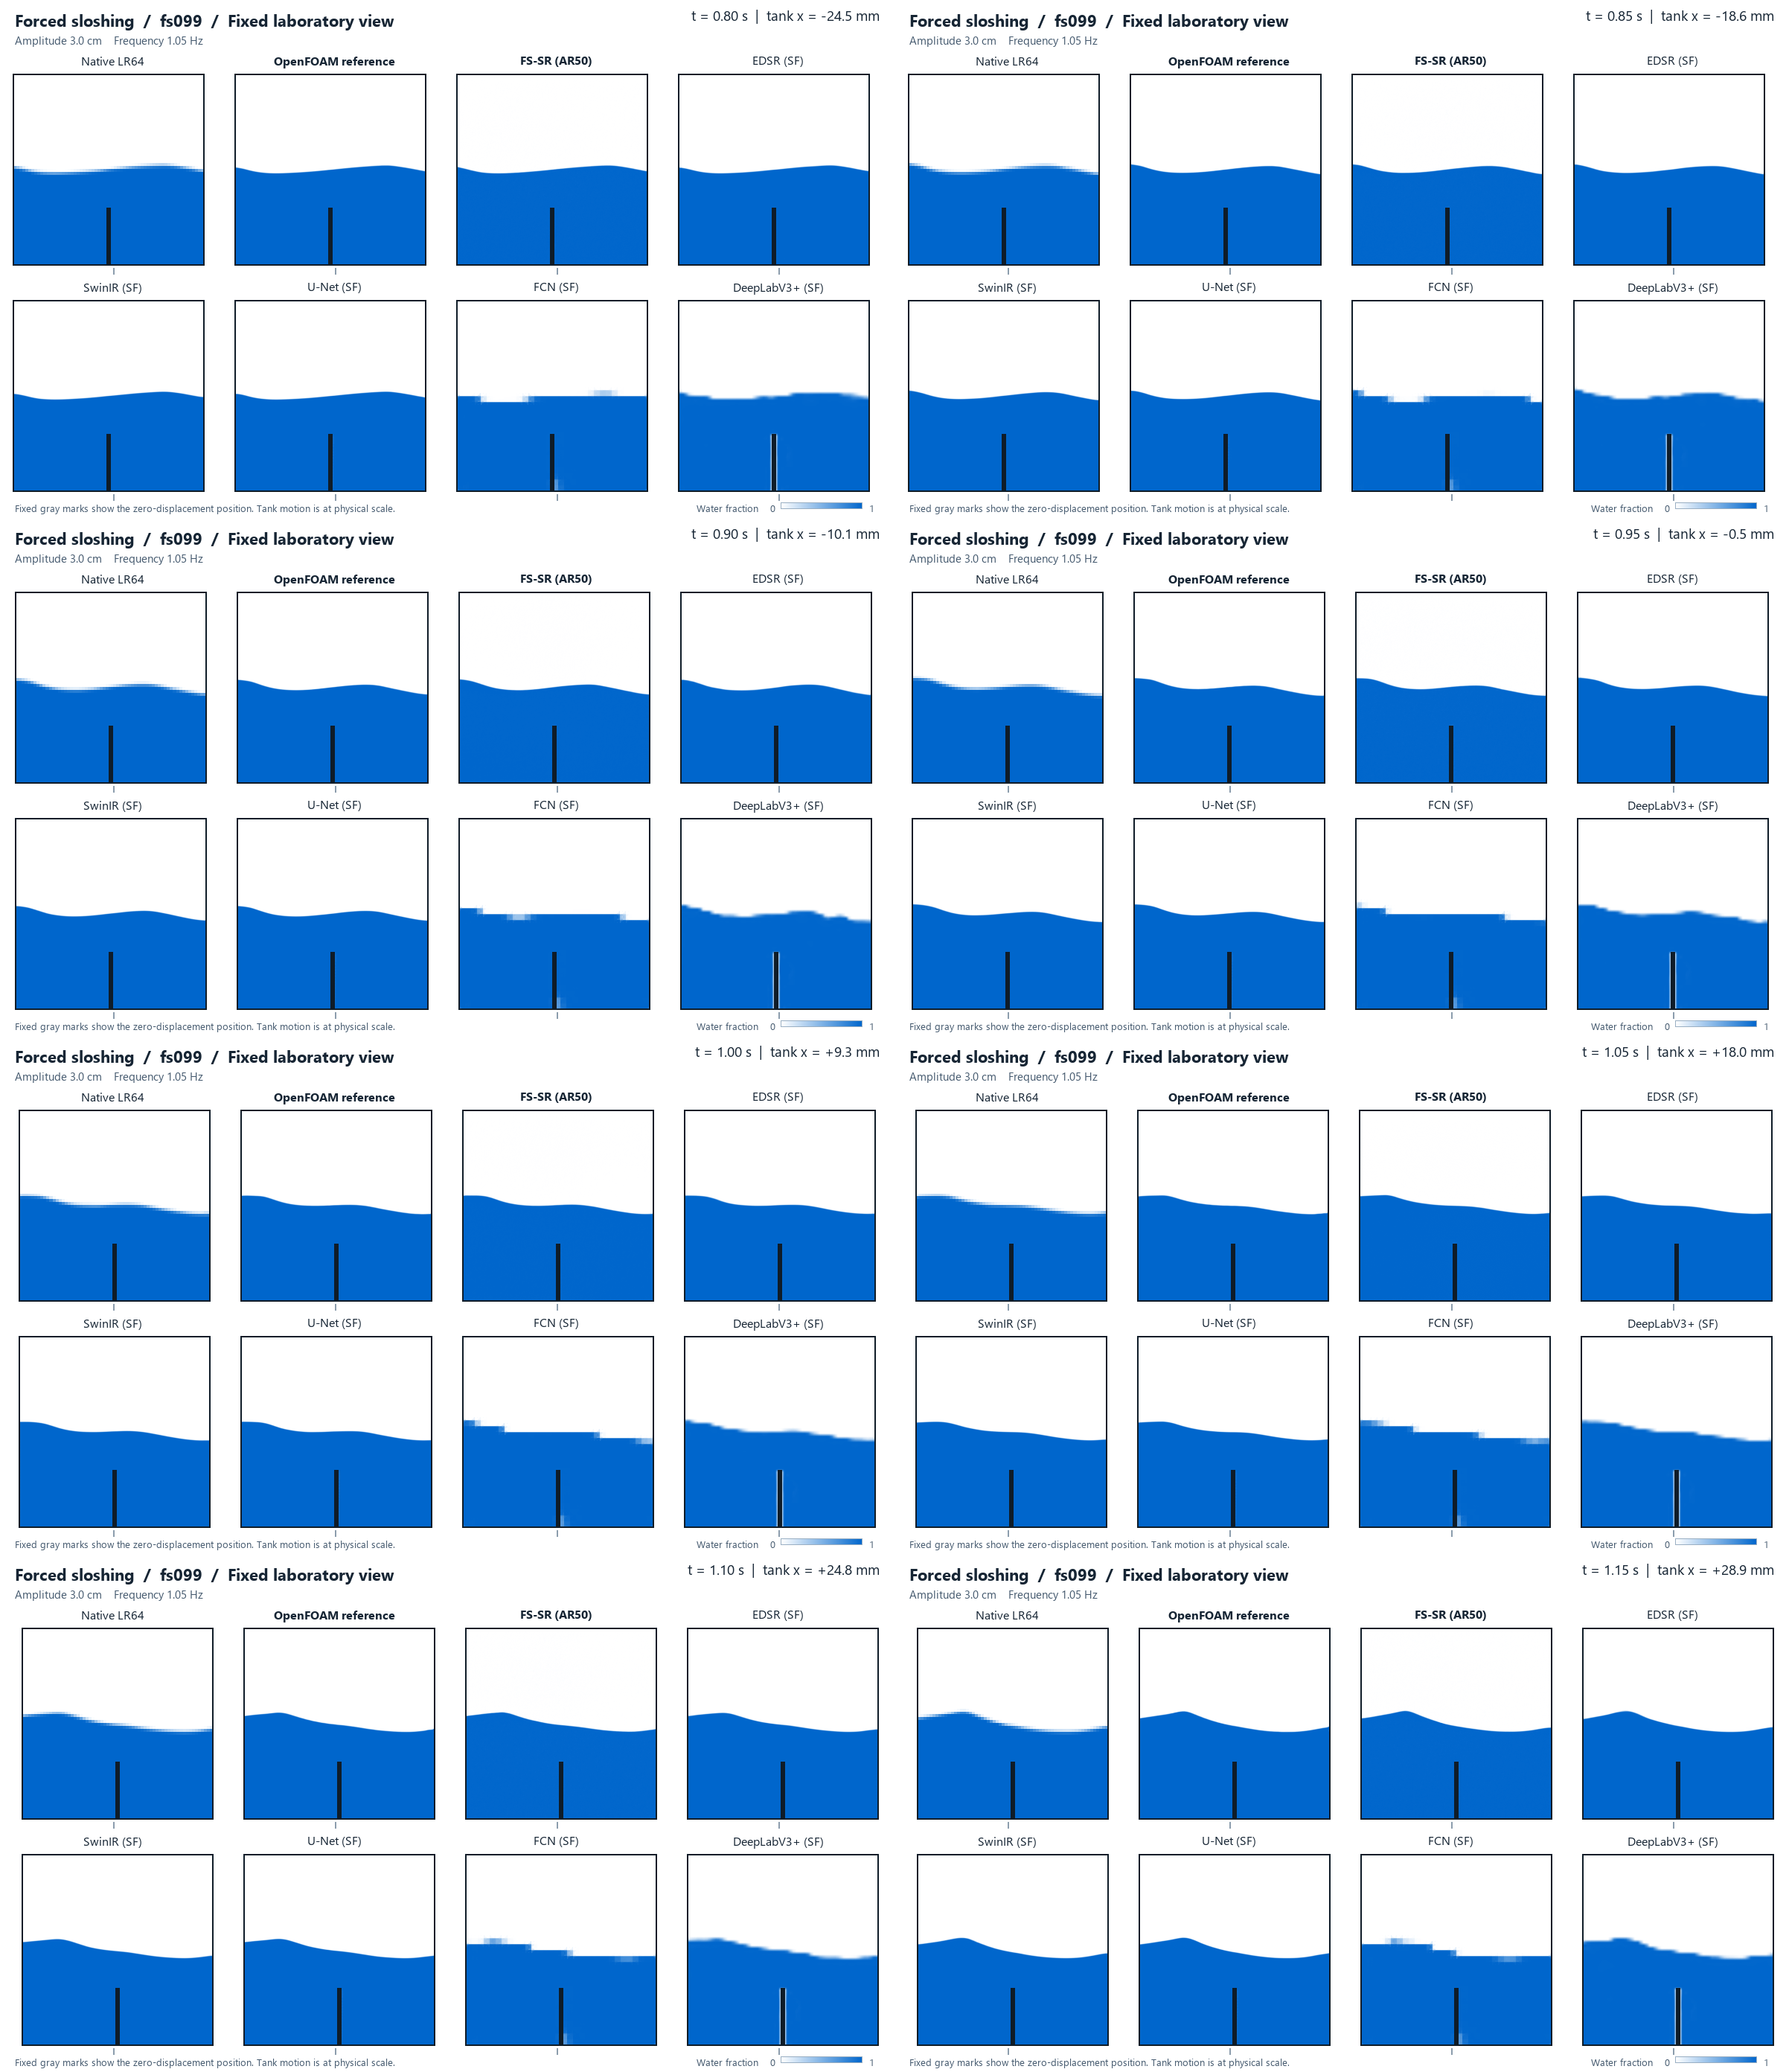 Forced sloshing / fs099 / Fixed laboratory view
t = 0.80 s | tank x = -24.5 mm
Amplitude 3.0 cm Frequency 1.05 Hz
Native LR64
OpenFOAM reference
FS-SR (AR50)
EDSR (SF)
SwinIR (SF)
U-Net (SF)
FCN (SF)
DeepLabV3+ (SF)
Fixed gray marks show the zero-displacement position. Tank motion is at physical scale.
Water fraction 0 1
Forced sloshing / fs099 / Fixed laboratory view
t = 0.85 s | tank x = -18.6 mm
Amplitude 3.0 cm Frequency 1.05 Hz
Native LR64
OpenFOAM reference
FS-SR (AR50)
EDSR (SF)
SwinIR (SF)
U-Net (SF)
FCN (SF)
DeepLabV3+ (SF)
Fixed gray marks show the zero-displacement position. Tank motion is at physical scale.
Water fraction 0 1
Forced sloshing / fs099 / Fixed laboratory view
t = 0.90 s | tank x = -10.1 mm
Amplitude 3.0 cm Frequency 1.05 Hz
Native LR64
OpenFOAM reference
FS-SR (AR50)
EDSR (SF)
SwinIR (SF)
U-Net (SF)
FCN (SF)
DeepLabV3+ (SF)
Fixed gray marks show the zero-displacement position. Tank motion is at physical scale.
Water fraction 0 1
Forced sloshing / fs099 / Fixed laboratory view
t = 0.95 s | tank x = -0.5 mm
Amplitude 3.0 cm Frequency 1.05 Hz
Native LR64
OpenFOAM reference
FS-SR (AR50)
EDSR (SF)
SwinIR (SF)
U-Net (SF)
FCN (SF)
DeepLabV3+ (SF)
Fixed gray marks show the zero-displacement position. Tank motion is at physical scale.
Water fraction 0 1
Forced sloshing / fs099 / Fixed laboratory view
t = 1.00 s | tank x = +9.3 mm
Amplitude 3.0 cm Frequency 1.05 Hz
Native LR64
OpenFOAM reference
FS-SR (AR50)
EDSR (SF)
SwinIR (SF)
U-Net (SF)
FCN (SF)
DeepLabV3+ (SF)
Fixed gray marks show the zero-displacement position. Tank motion is at physical scale.
Water fraction 0 1
Forced sloshing / fs099 / Fixed laboratory view
t = 1.05 s | tank x = +18.0 mm
Amplitude 3.0 cm Frequency 1.05 Hz
Native LR64
OpenFOAM reference
FS-SR (AR50)
EDSR (SF)
SwinIR (SF)
U-Net (SF)
FCN (SF)
DeepLabV3+ (SF)
Fixed gray marks show the zero-displacement position. Tank motion is at physical scale.
Water fraction 0 1
Forced sloshing / fs099 / Fixed laboratory view
t = 1.10 s | tank x = +24.8 mm
Amplitude 3.0 cm Frequency 1.05 Hz
Native LR64
OpenFOAM reference
FS-SR (AR50)
EDSR (SF)
SwinIR (SF)
U-Net (SF)
FCN (SF)
DeepLabV3+ (SF)
Fixed gray marks show the zero-displacement position. Tank motion is at physical scale.
Water fraction 0 1
Forced sloshing / fs099 / Fixed laboratory view
t = 1.15 s | tank x = +28.9 mm
Amplitude 3.0 cm Frequency 1.05 Hz
Native LR64
OpenFOAM reference
FS-SR (AR50)
EDSR (SF)
SwinIR (SF)
U-Net (SF)
FCN (SF)
DeepLabV3+ (SF)
Fixed gray marks show the zero-displacement position. Tank motion is at physical scale.
Water fraction 0 1